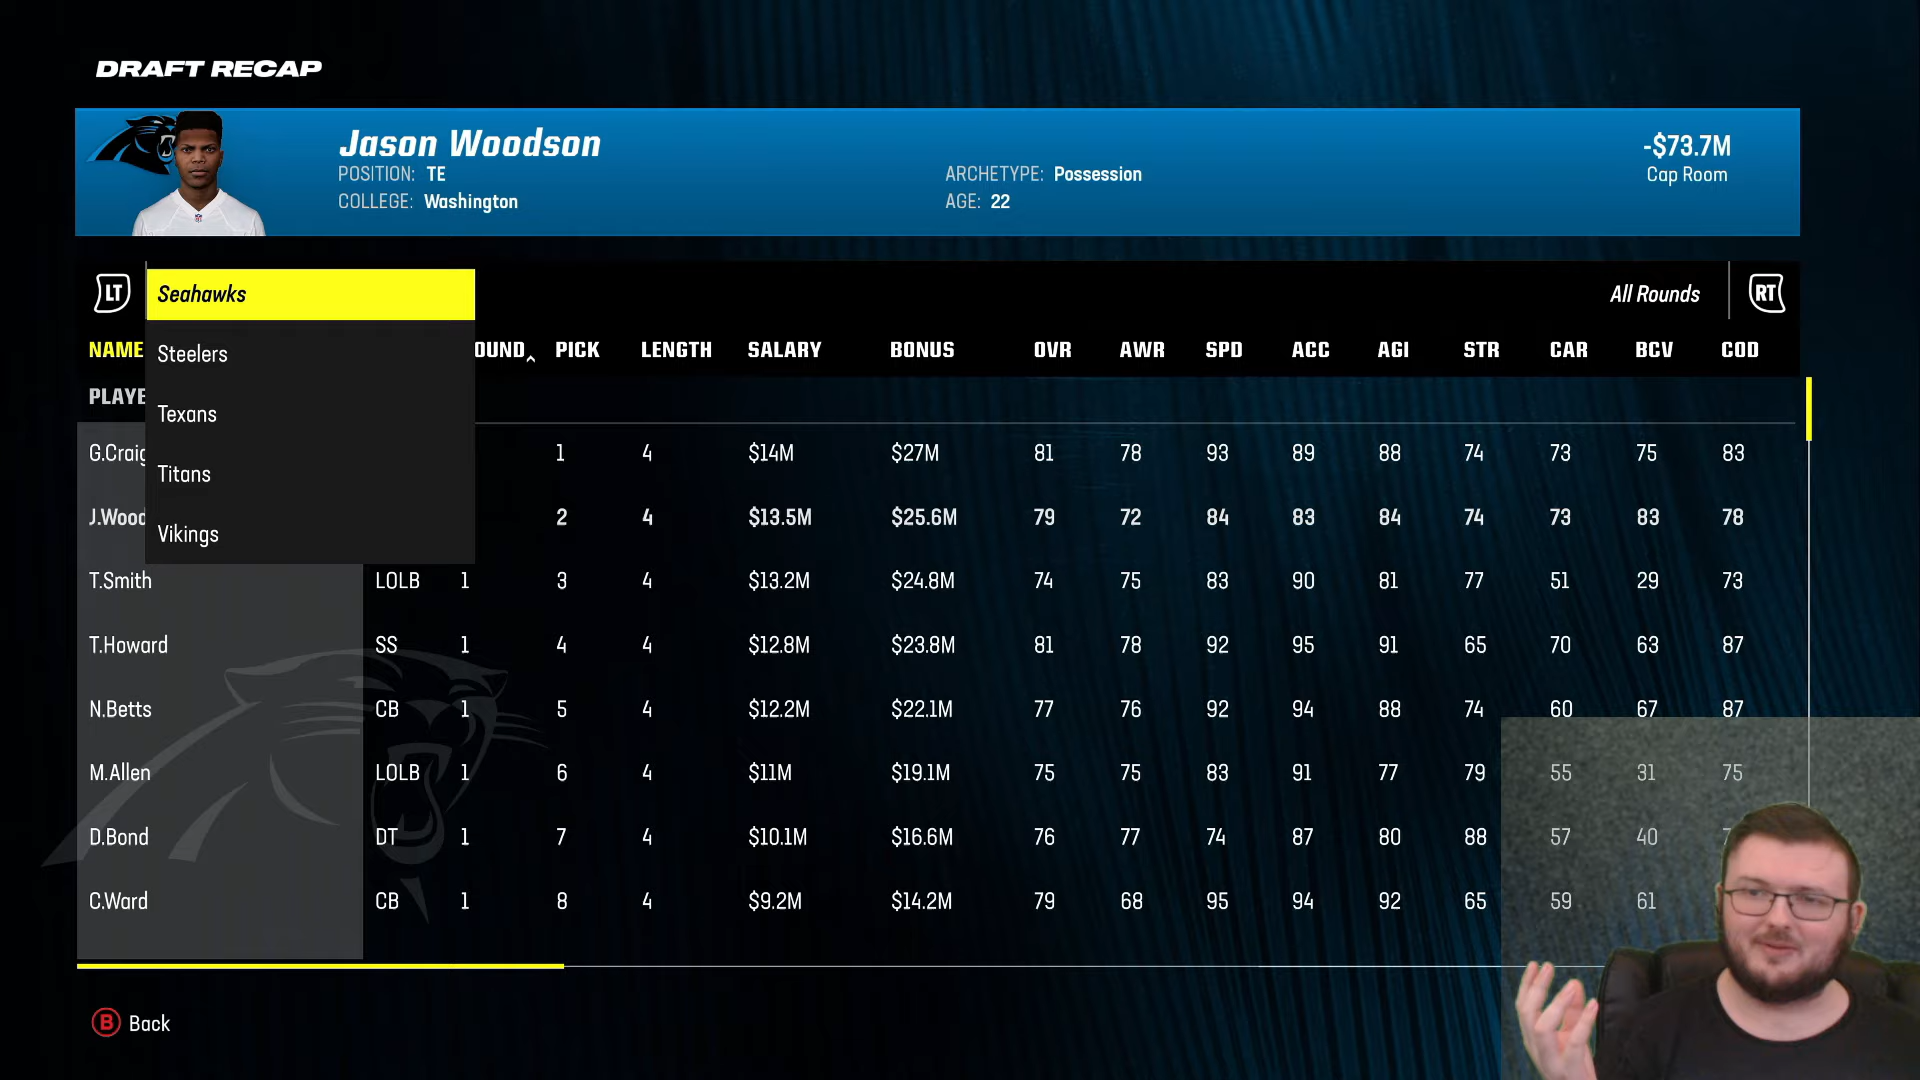 DRAFT RECAP
Jason Woodson
POSITION: TE
COLLEGE: Washington
ARCHETYPE: Possession
AGE: 22
-$73.7M
Cap Room
LT
Seahawks
All Rounds
RT
Steelers
Texans
Titans
Vikings
NAME OUND PICK LENGTH SALARY BONUS OVR AWR SPD ACC AGI STR CAR BCV COD
PLAYE
G.Craig 1 4 $14M $27M 81 78 93 89 88 74 73 75 83
J.Wood 2 4 $13.5M $25.6M 79 72 84 83 84 74 73 83 78
T.Smith LOLB 1 3 4 $13.2M $24.8M 74 75 83 90 81 77 51 29 73
T.Howard SS 1 4 4 $12.8M $23.8M 81 78 92 95 91 65 70 63 87
N.Betts CB 1 5 4 $12.2M $22.1M 77 76 92 94 88 74 60 67 87
M.Allen LOLB 1 6 4 $11M $19.1M 75 75 83 91 77 79 55 31 75
D.Bond DT 1 7 4 $10.1M $16.6M 76 77 74 87 80 88 57 40
C.Ward CB 1 8 4 $9.2M $14.2M 79 68 95 94 92 65 59 61
B Back